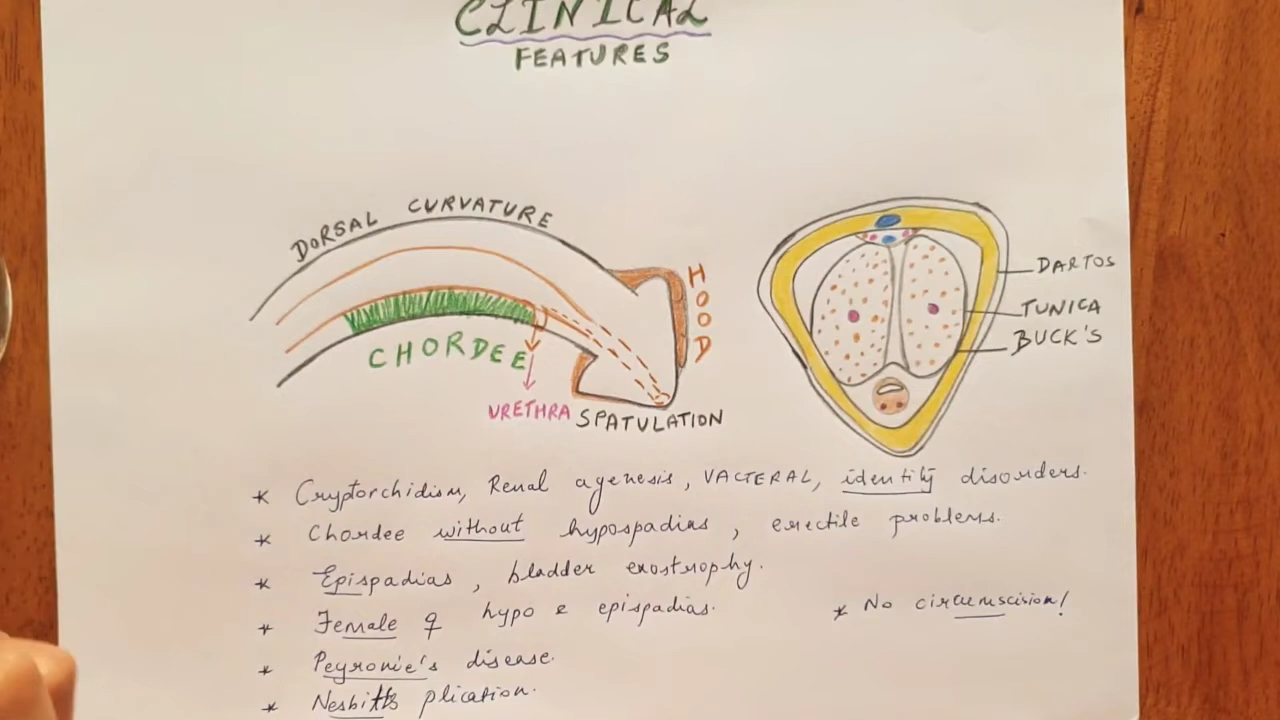 CLINICAL
FEATURES
DORSAL CURVATURE
HOOD
CHORDEE
URETHRA
SPATULATION
DARTOS
TUNICA
BUCK'S
* Cryptorchidism, Renal agenesis, VACTERAL, identity disorders.
* Chordee without hypospadias, erectile problems.
* Epispadias, bladder exostrophy.
* Female ♀ hypo & epispadias.
* No circumscision!
* Peyronie's disease.
* Nesbitts plication.